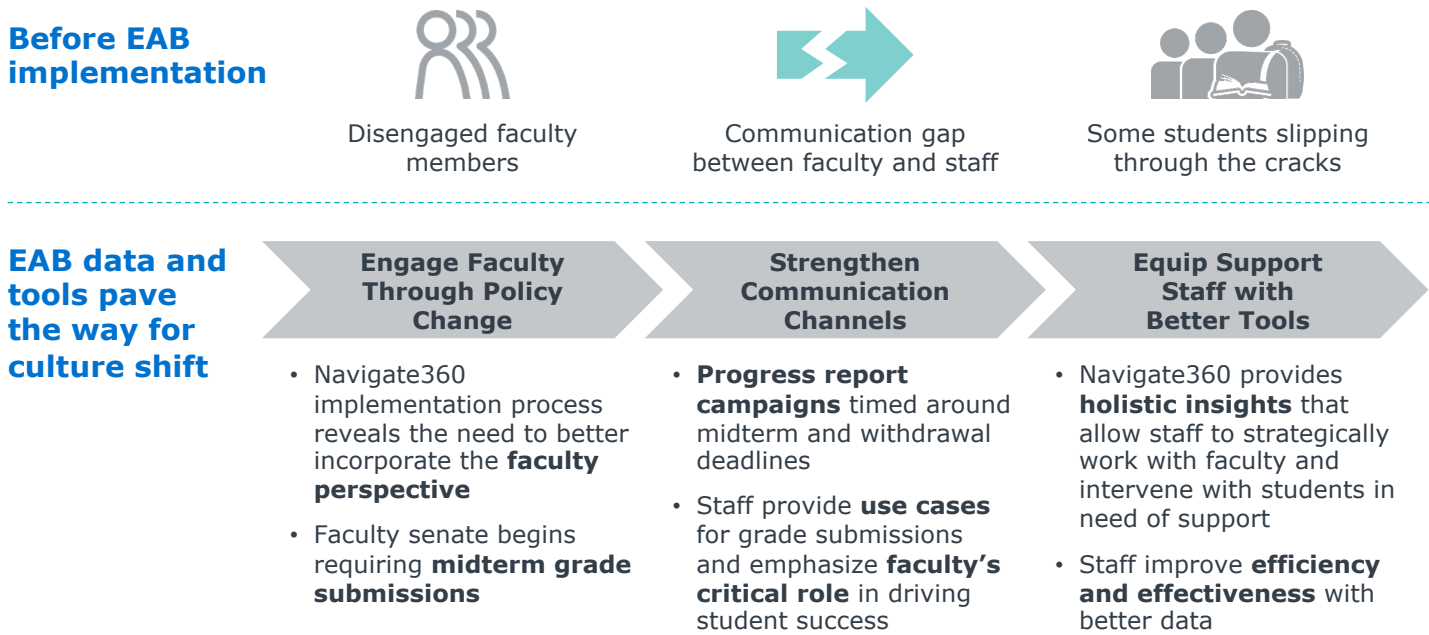 Before EAB
implementation
Disengaged faculty
members
Communication gap
between faculty and staff
Some students slipping
through the cracks
EAB data and
tools pave
the way for
culture shift
Engage Faculty
Through Policy
Change
• Navigate360
implementation process
reveals the need to better
incorporate the faculty
perspective
• Faculty senate begins
requiring midterm grade
submissions
Strengthen
Communication
Channels
• Progress report
campaigns timed around
midterm and withdrawal
deadlines
• Staff provide use cases
for grade submissions
and emphasize faculty’s
critical role in driving
student success
Equip Support
Staff with
Better Tools
• Navigate360 provides
holistic insights that
allow staff to strategically
work with faculty and
intervene with students in
need of support
• Staff improve efficiency
and effectiveness with
better data